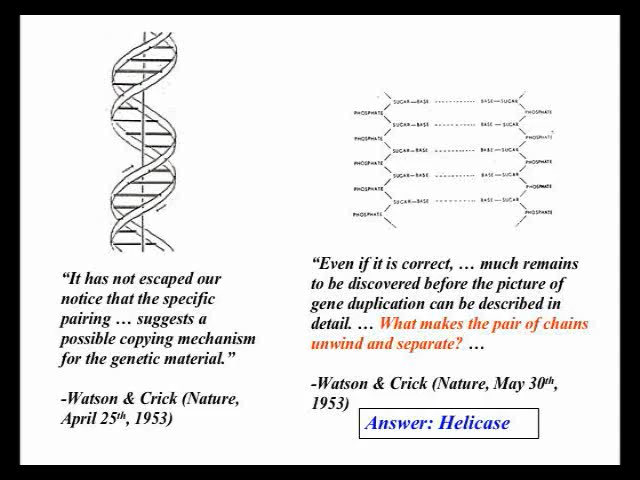 SUGAR—BASE ---------- BASE—SUGAR
PHOSPHATE PHOSPHATE
SUGAR—BASE ---------- BASE—SUGAR
PHOSPHATE PHOSPHATE
SUGAR—BASE ---------- BASE—SUGAR
PHOSPHATE PHOSPHATE
SUGAR—BASE ---------- BASE—SUGAR
PHOSPHATE PHOSPHATE
SUGAR—BASE ---------- BASE—SUGAR
PHOSPHATE PHOSPHATE
“It has not escaped our
notice that the specific
pairing … suggests a
possible copying mechanism
for the genetic material.”
-Watson & Crick (Nature,
April 25th, 1953)
“Even if it is correct, … much remains
to be discovered before the picture of
gene duplication can be described in
detail. … What makes the pair of chains
unwind and separate? …
-Watson & Crick (Nature, May 30th,
1953)
Answer: Helicase